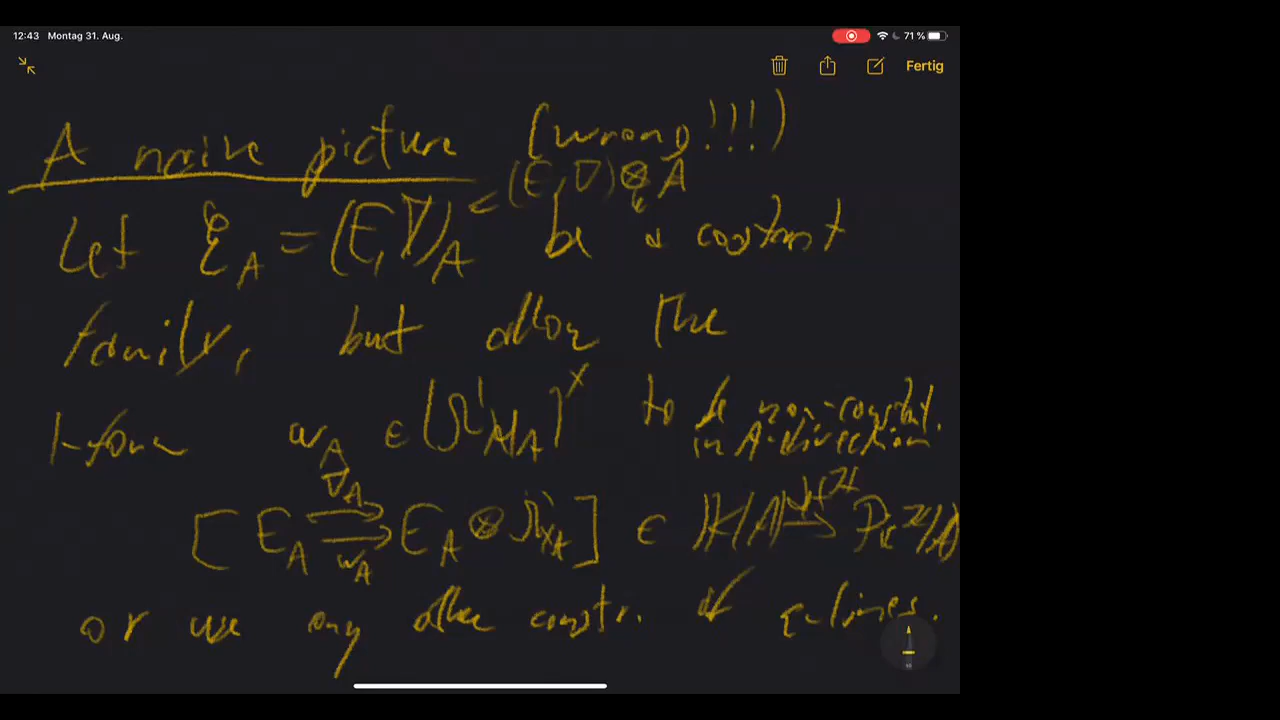 12:43 Montag 31. Aug. 71 %
Fertig
A naive picture (wrong!!!)
= (E,∇) ⊗ A
Let ℰ_A = (E,∇)_A be a constant
family, but allow the
1-form ω_A ∈ (Ω¹_{X/A})^× to be non-constant
in A-direction
[E_A ⇉ E_A ⊗ Ω¹_{X/A}] ∈
∇_A
ω_A
or use any other constr. of ε-lines.